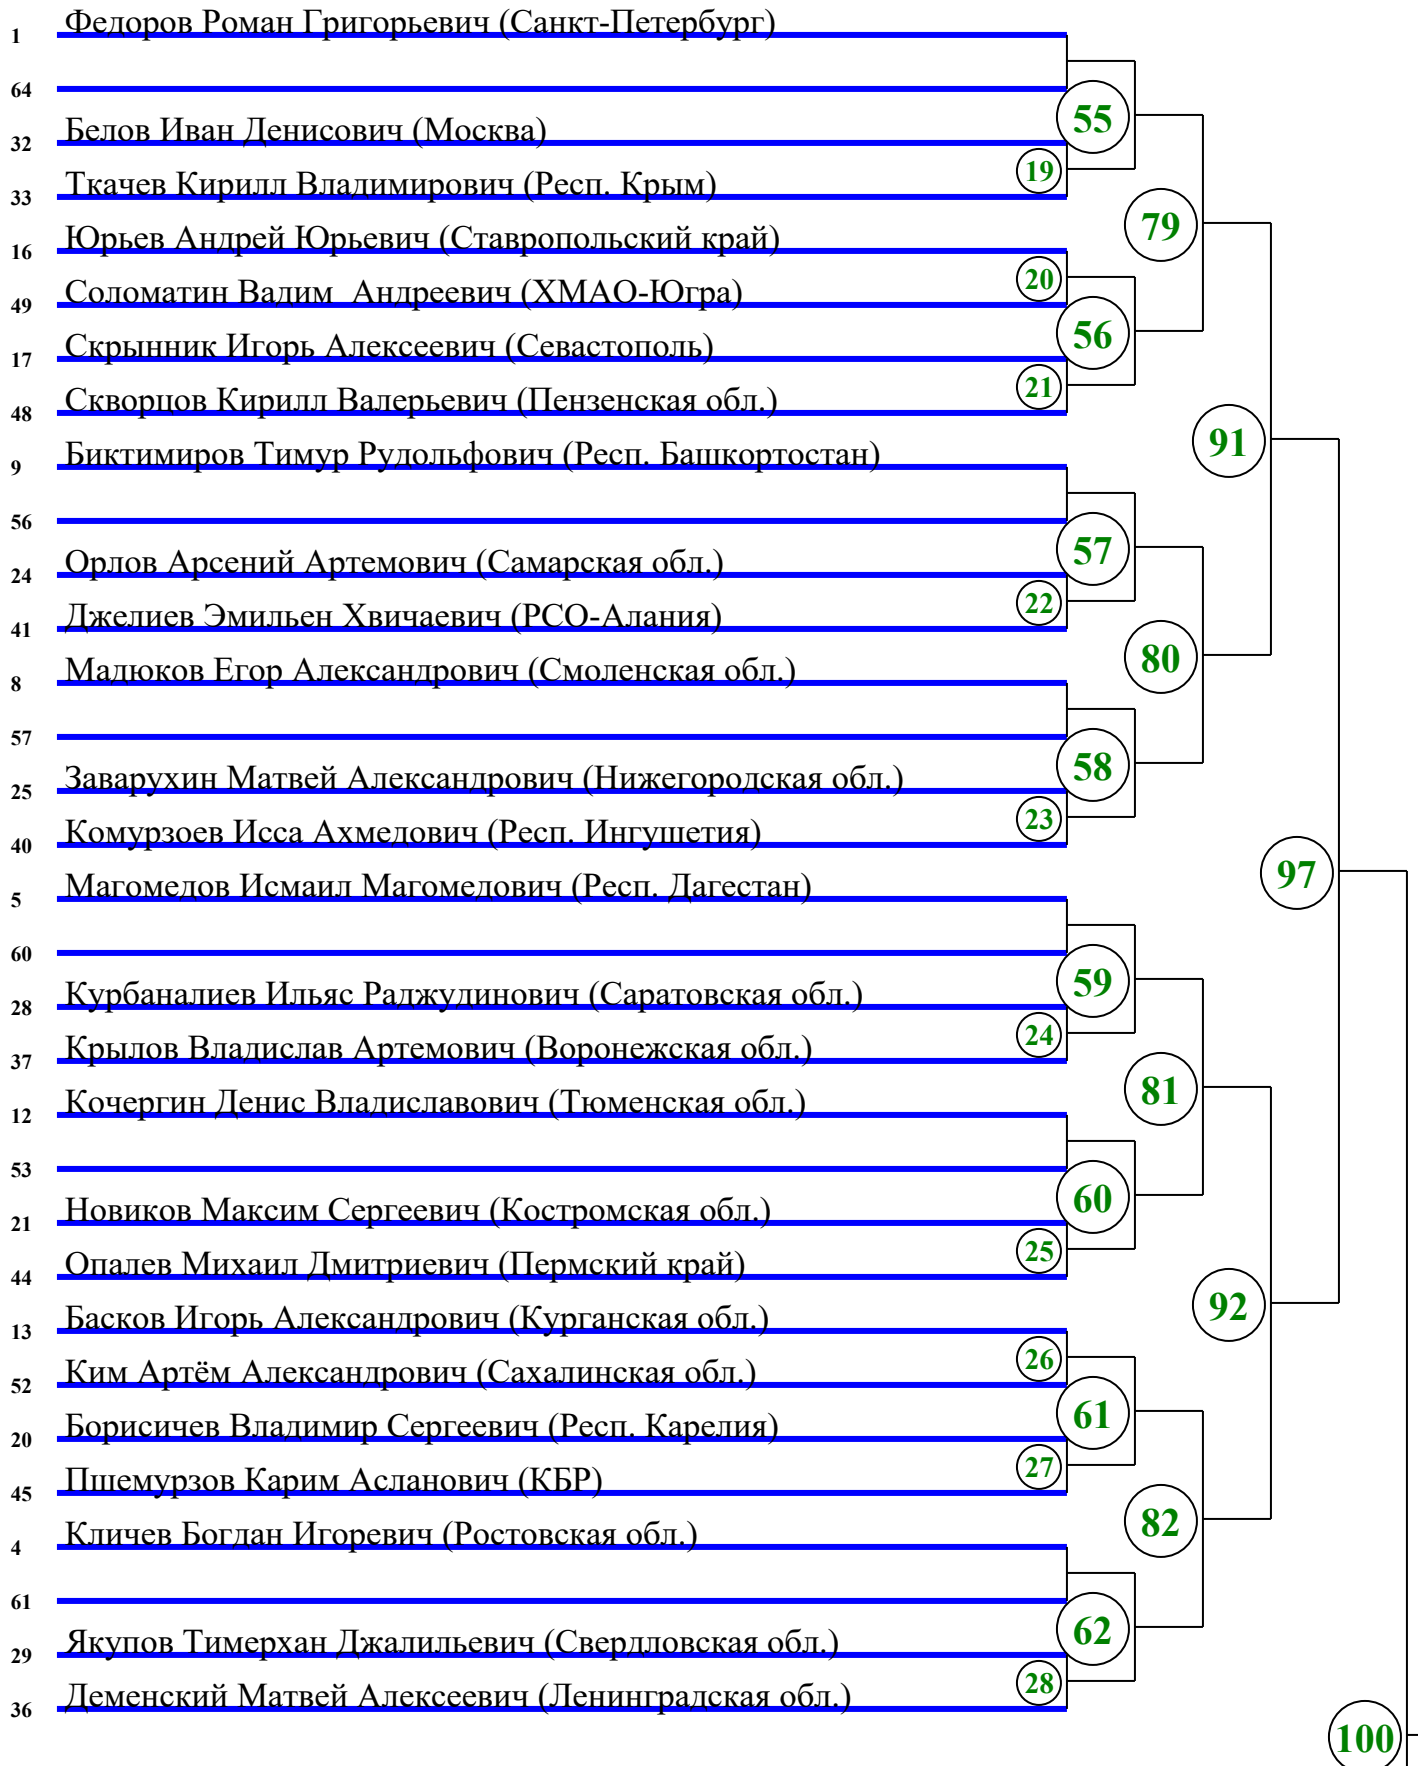 1 Федоров Роман Григорьевич (Санкт-Петербург)
64
55
32 Белов Иван Денисович (Москва)
19
33 Ткачев Кирилл Владимирович (Респ. Крым)
79
16 Юрьев Андрей Юрьевич (Ставропольский край)
20
49 Соломатин Вадим  Андреевич (ХМАО-Югра)
56
17 Скрынник Игорь Алексеевич (Севастополь)
21
48 Скворцов Кирилл Валерьевич (Пензенская обл.)
91
9 Биктимиров Тимур Рудольфович (Респ. Башкортостан)
56
57
24 Орлов Арсений Артемович (Самарская обл.)
22
41 Джелиев Эмильен Хвичаевич (РСО-Алания)
80
8 Мадюков Егор Александрович (Смоленская обл.)
57
58
25 Заварухин Матвей Александрович (Нижегородская обл.)
23
40 Комурзоев Исса Ахмедович (Респ. Ингушетия)
97
5 Магомедов Исмаил Магомедович (Респ. Дагестан)
60
59
28 Курбаналиев Ильяс Раджудинович (Саратовская обл.)
24
37 Крылов Владислав Артемович (Воронежская обл.)
81
12 Кочергин Денис Владиславович (Тюменская обл.)
53
60
21 Новиков Максим Сергеевич (Костромская обл.)
25
44 Опалев Михаил Дмитриевич (Пермский край)
92
13 Басков Игорь Александрович (Курганская обл.)
26
52 Ким Артём Александрович (Сахалинская обл.)
61
20 Борисичев Владимир Сергеевич (Респ. Карелия)
27
45 Пшемурзов Карим Асланович (КБР)
82
4 Кличев Богдан Игоревич (Ростовская обл.)
61
62
29 Якупов Тимерхан Джалильевич (Свердловская обл.)
28
36 Деменский Матвей Алексеевич (Ленинградская обл.)
100